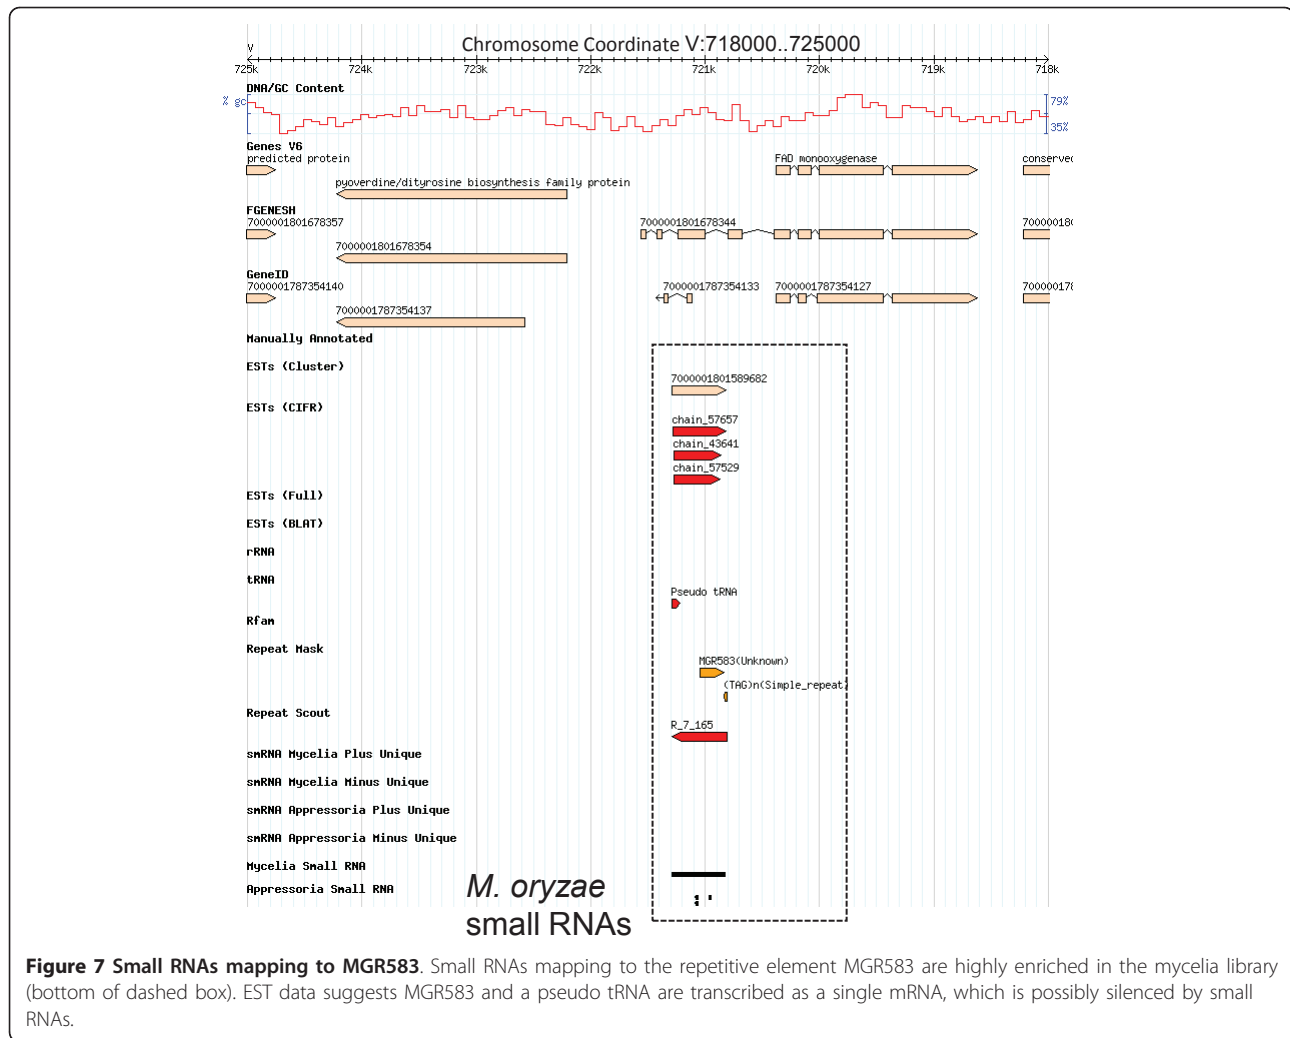 Chromosome Coordinate V:718000..725000
V
725k 724k 723k 722k 721k 720k 719k 718k
DNA/GC Content
% gc 79%
35%
Genes V6
predicted protein FAD monooxygenase conserved
pyoverdine/dityrosine biosynthesis family protein
FGENESH
7000001801678357 7000001801678344 700000180
7000001801678354
GeneID
7000001787354140 7000001787354133 7000001787354127 700000178
7000001787354137
Manually Annotated
ESTs (Cluster)
7000001801589682
ESTs (CIFR)
chain_57657
chain_43641
chain_57529
ESTs (Full)
ESTs (BLAT)
rRNA
tRNA
Pseudo tRNA
Rfam
Repeat Mask
MGR583(Unknown)
(TAG)n(Simple_repeat)
Repeat Scout
R_7_165
smRNA Mycelia Plus Unique
smRNA Mycelia Minus Unique
smRNA Appressoria Plus Unique
smRNA Appressoria Minus Unique
Mycelia Small RNA
Appressoria Small RNA
M. oryzae
small RNAs
Figure 7 Small RNAs mapping to MGR583. Small RNAs mapping to the repetitive element MGR583 are highly enriched in the mycelia library
(bottom of dashed box). EST data suggests MGR583 and a pseudo tRNA are transcribed as a single mRNA, which is possibly silenced by small
RNAs.